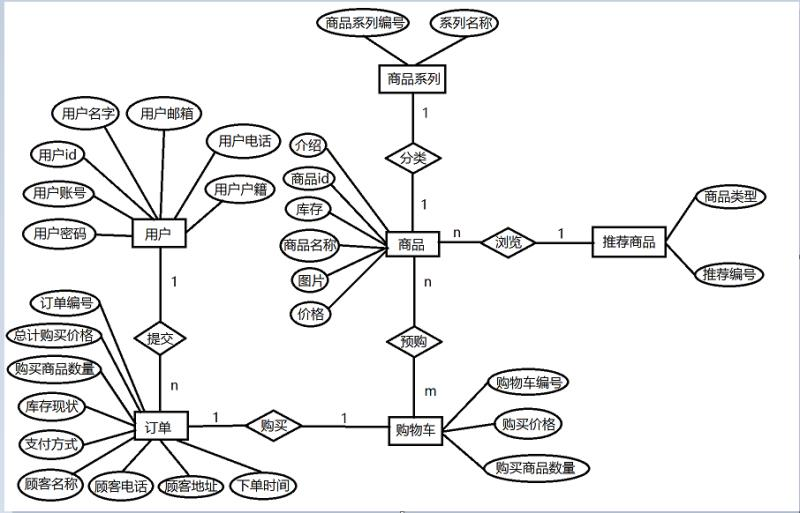 商品系列编号
系列名称
商品系列
1
分类
1
用户名字
用户邮箱
用户电话
用户id
用户账号
用户户籍
用户密码
用户
介绍
商品id
库存
商品名称
图片
价格
商品
n
浏览
1
推荐商品
商品类型
推荐编号
1
提交
n
n
预购
m
订单编号
总计购买价格
购买商品数量
库存现状
支付方式
顾客名称
顾客电话
顾客地址
下单时间
订单
1
购买
1
购物车
购物车编号
购买价格
购买商品数量